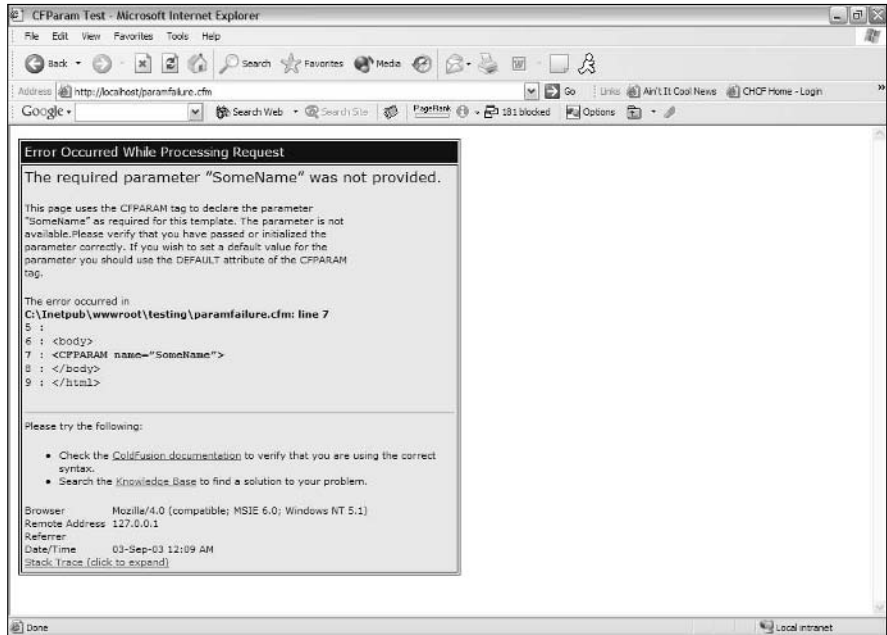 CFParam Test - Microsoft Internet Explorer
File Edit View Favorites Tools Help
Back Search Favorites Media
Address http://localhost/paramfailure.cfm Go Links Ain't It Cool News CHCF Home - Login »
Google Search Web Search Site PageRank 181 blocked Options
Error Occurred While Processing Request
The required parameter "SomeName" was not provided.
This page uses the CFPARAM tag to declare the parameter
"SomeName" as required for this template. The parameter is not
available.Please verify that you have passed or initialized the
parameter correctly. If you wish to set a default value for the
parameter you should use the DEFAULT attribute of the CFPARAM
tag.
The error occurred in
C:\Inetpub\wwwroot\testing\paramfailure.cfm: line 7
5 :
6 : <body>
7 : <CFPARAM name="SomeName">
8 : </body>
9 : </html>
Please try the following:
• Check the ColdFusion documentation to verify that you are using the correct
syntax.
• Search the Knowledge Base to find a solution to your problem.
Browser Mozilla/4.0 (compatible; MSIE 6.0; Windows NT 5.1)
Remote Address 127.0.0.1
Referrer
Date/Time 03-Sep-03 12:09 AM
Stack Trace (click to expand)
Done Local intranet